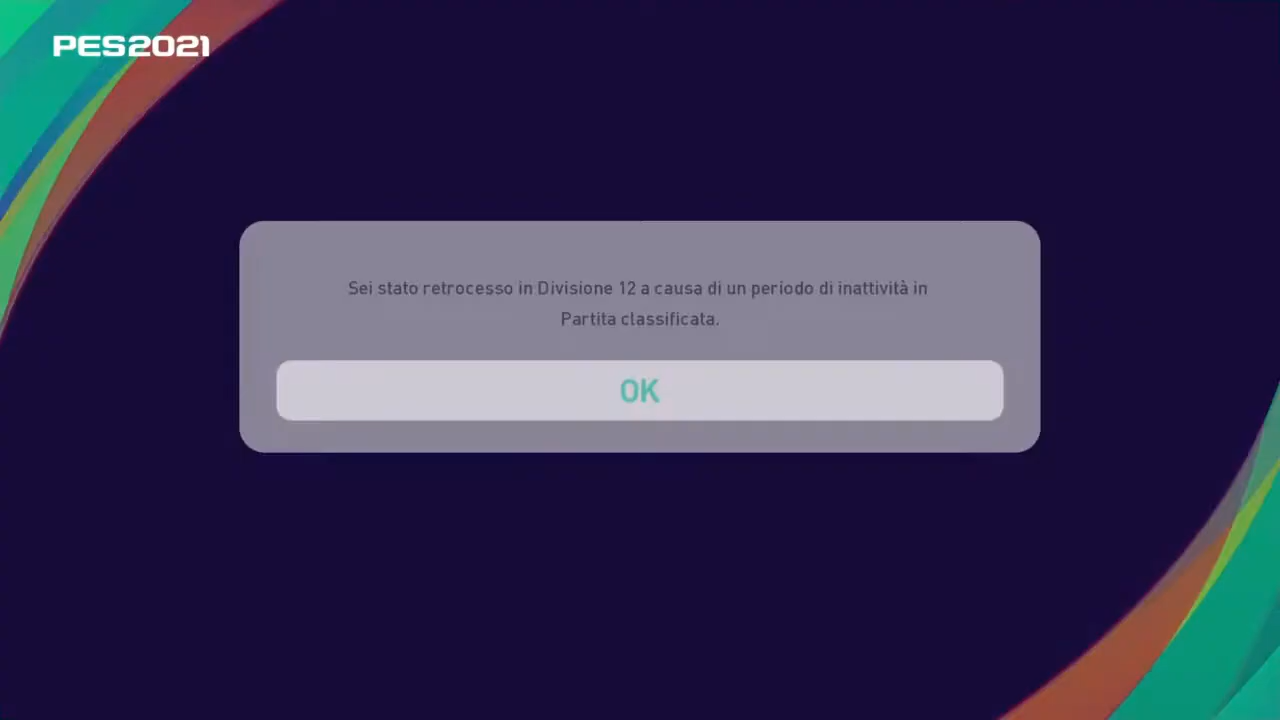 PES2021
Sei stato retrocesso in Divisione 12 a causa di un periodo di inattività in
Partita classificata.
OK